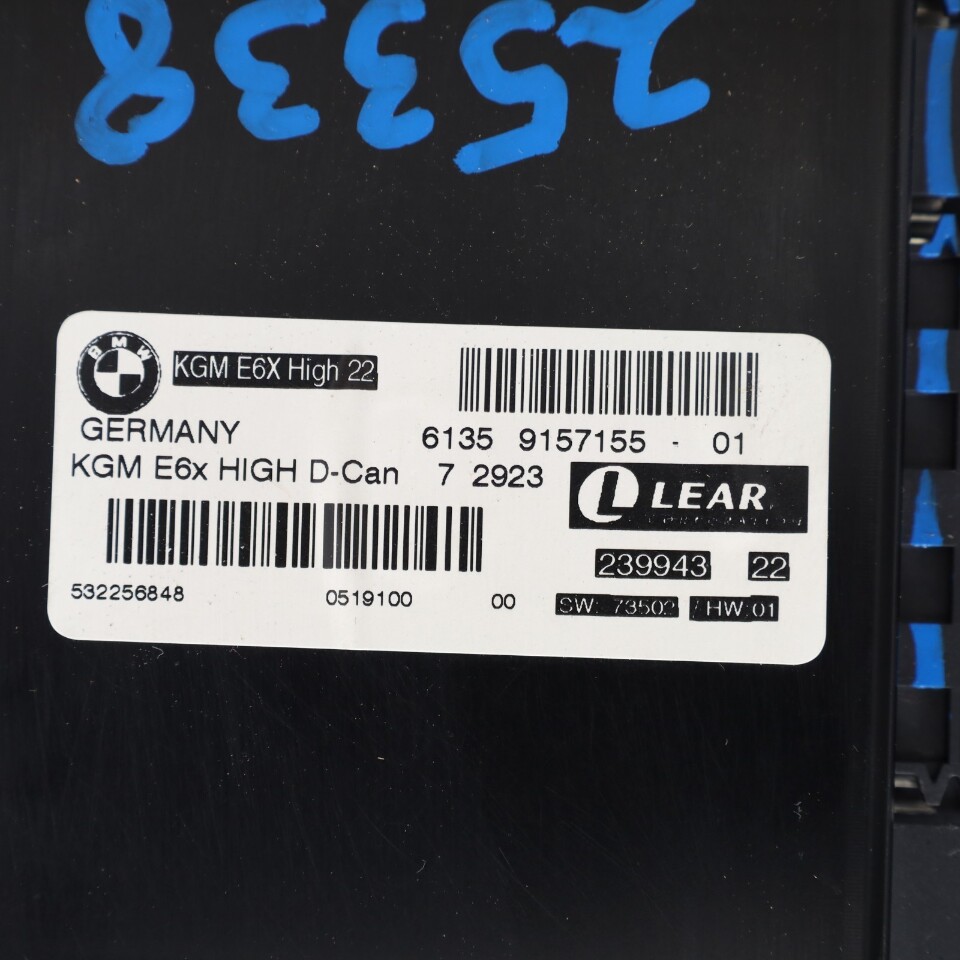 25338
BMW
KGM E6X High 22
GERMANY
6135 9157155 - 01
KGM E6x HIGH D-Can 7 2923
LEAR
CORPORATION
239943 22
532256848 0519100 00
SW: 73502 / HW:01